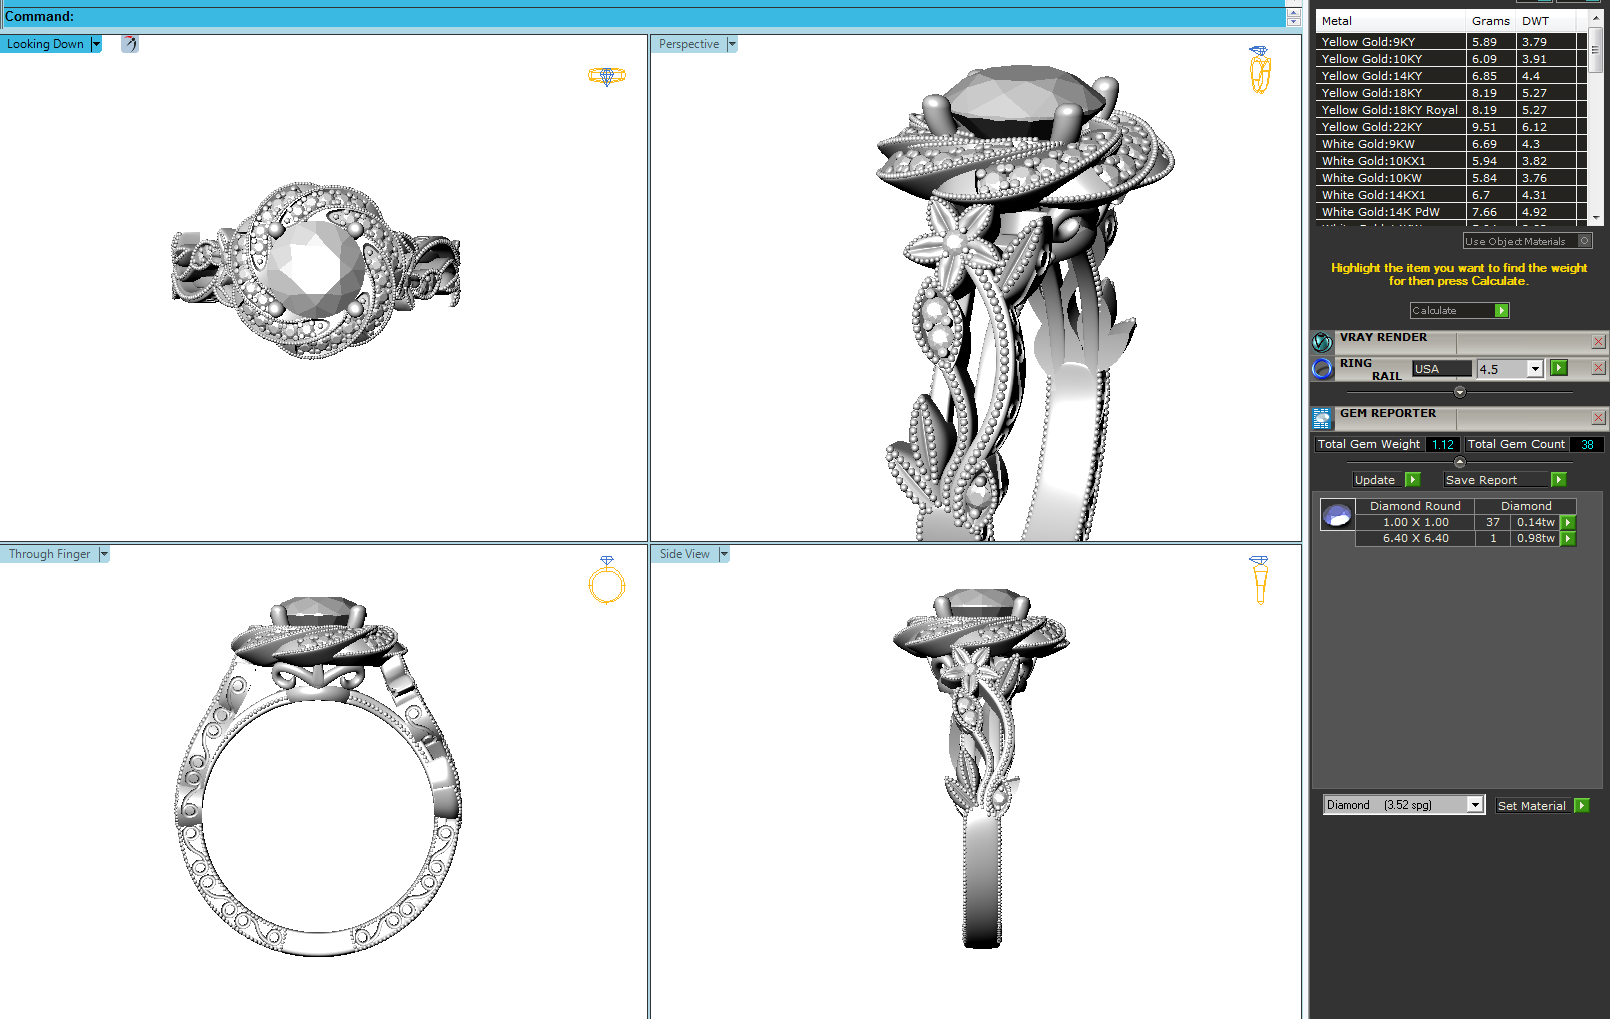 Command:
Looking Down
Perspective
Through Finger
Side View
Metal Grams DWT
Yellow Gold:9KY 5.89 3.79
Yellow Gold:10KY 6.09 3.91
Yellow Gold:14KY 6.85 4.4
Yellow Gold:18KY 8.19 5.27
Yellow Gold:18KY Royal 8.19 5.27
Yellow Gold:22KY 9.51 6.12
White Gold:9KW 6.69 4.3
White Gold:10KX1 5.94 3.82
White Gold:10KW 5.84 3.76
White Gold:14KX1 6.7 4.31
White Gold:14K PdW 7.66 4.92
Use Object Materials
Highlight the item you want to find the weight
for then press Calculate.
Calculate
VRAY RENDER
RING
RAIL USA 4.5
GEM REPORTER
Total Gem Weight 1.12 Total Gem Count 38
Update Save Report
Diamond Round Diamond
1.00 X 1.00 37 0.14tw
6.40 X 6.40 1 0.98tw
Diamond (3.52 spg) Set Material